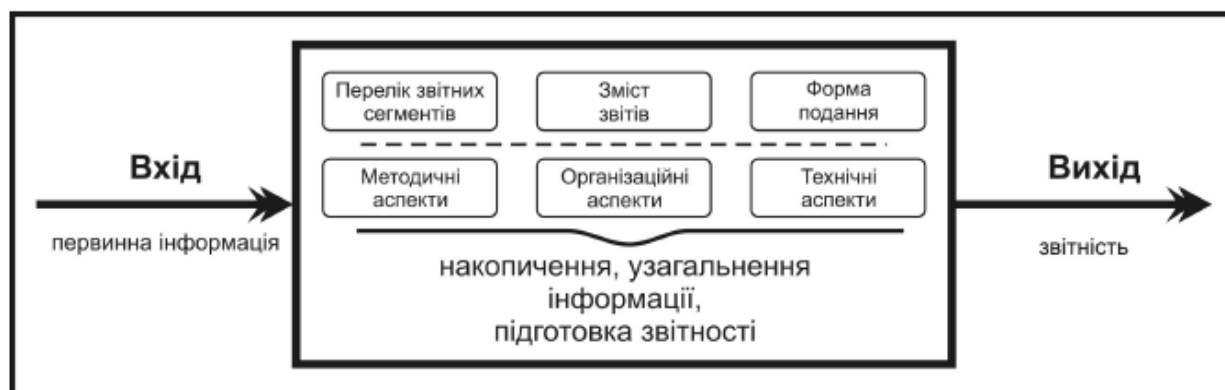 Перелік звітних
сегментів
Зміст
звітів
Форма
подання
Вхід
первинна інформація
Методичні
аспекти
Організаційні
аспекти
Технічні
аспекти
накопичення, узагальнення
інформації,
підготовка звітності
Вихід
звітність